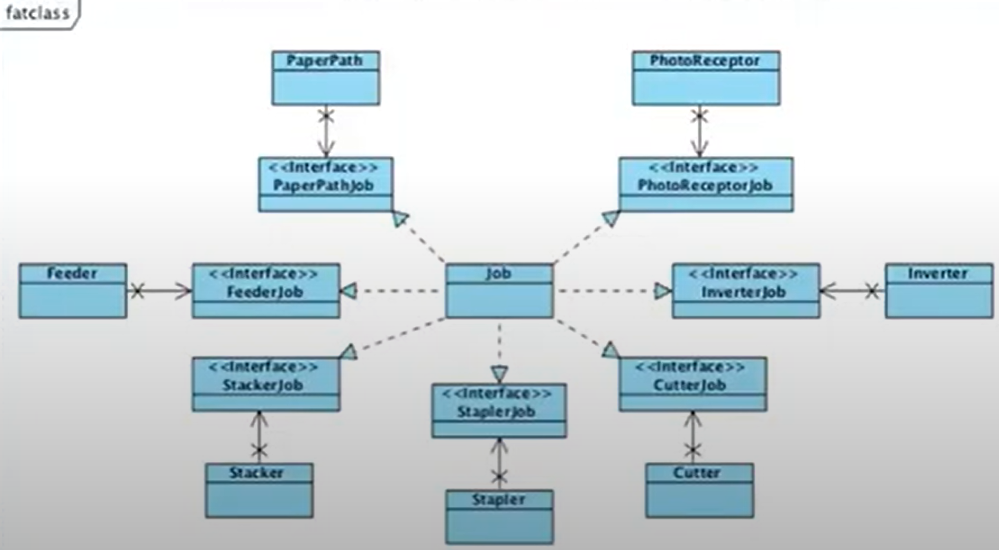 fatclass
PaperPath
PhotoReceptor
<<Interface>>
PaperPathJob
<<Interface>>
PhotoReceptorJob
Feeder
<<Interface>>
FeederJob
Job
<<Interface>>
InverterJob
Inverter
<<Interface>>
StackerJob
<<Interface>>
StaplerJob
<<Interface>>
CutterJob
Stacker
Stapler
Cutter